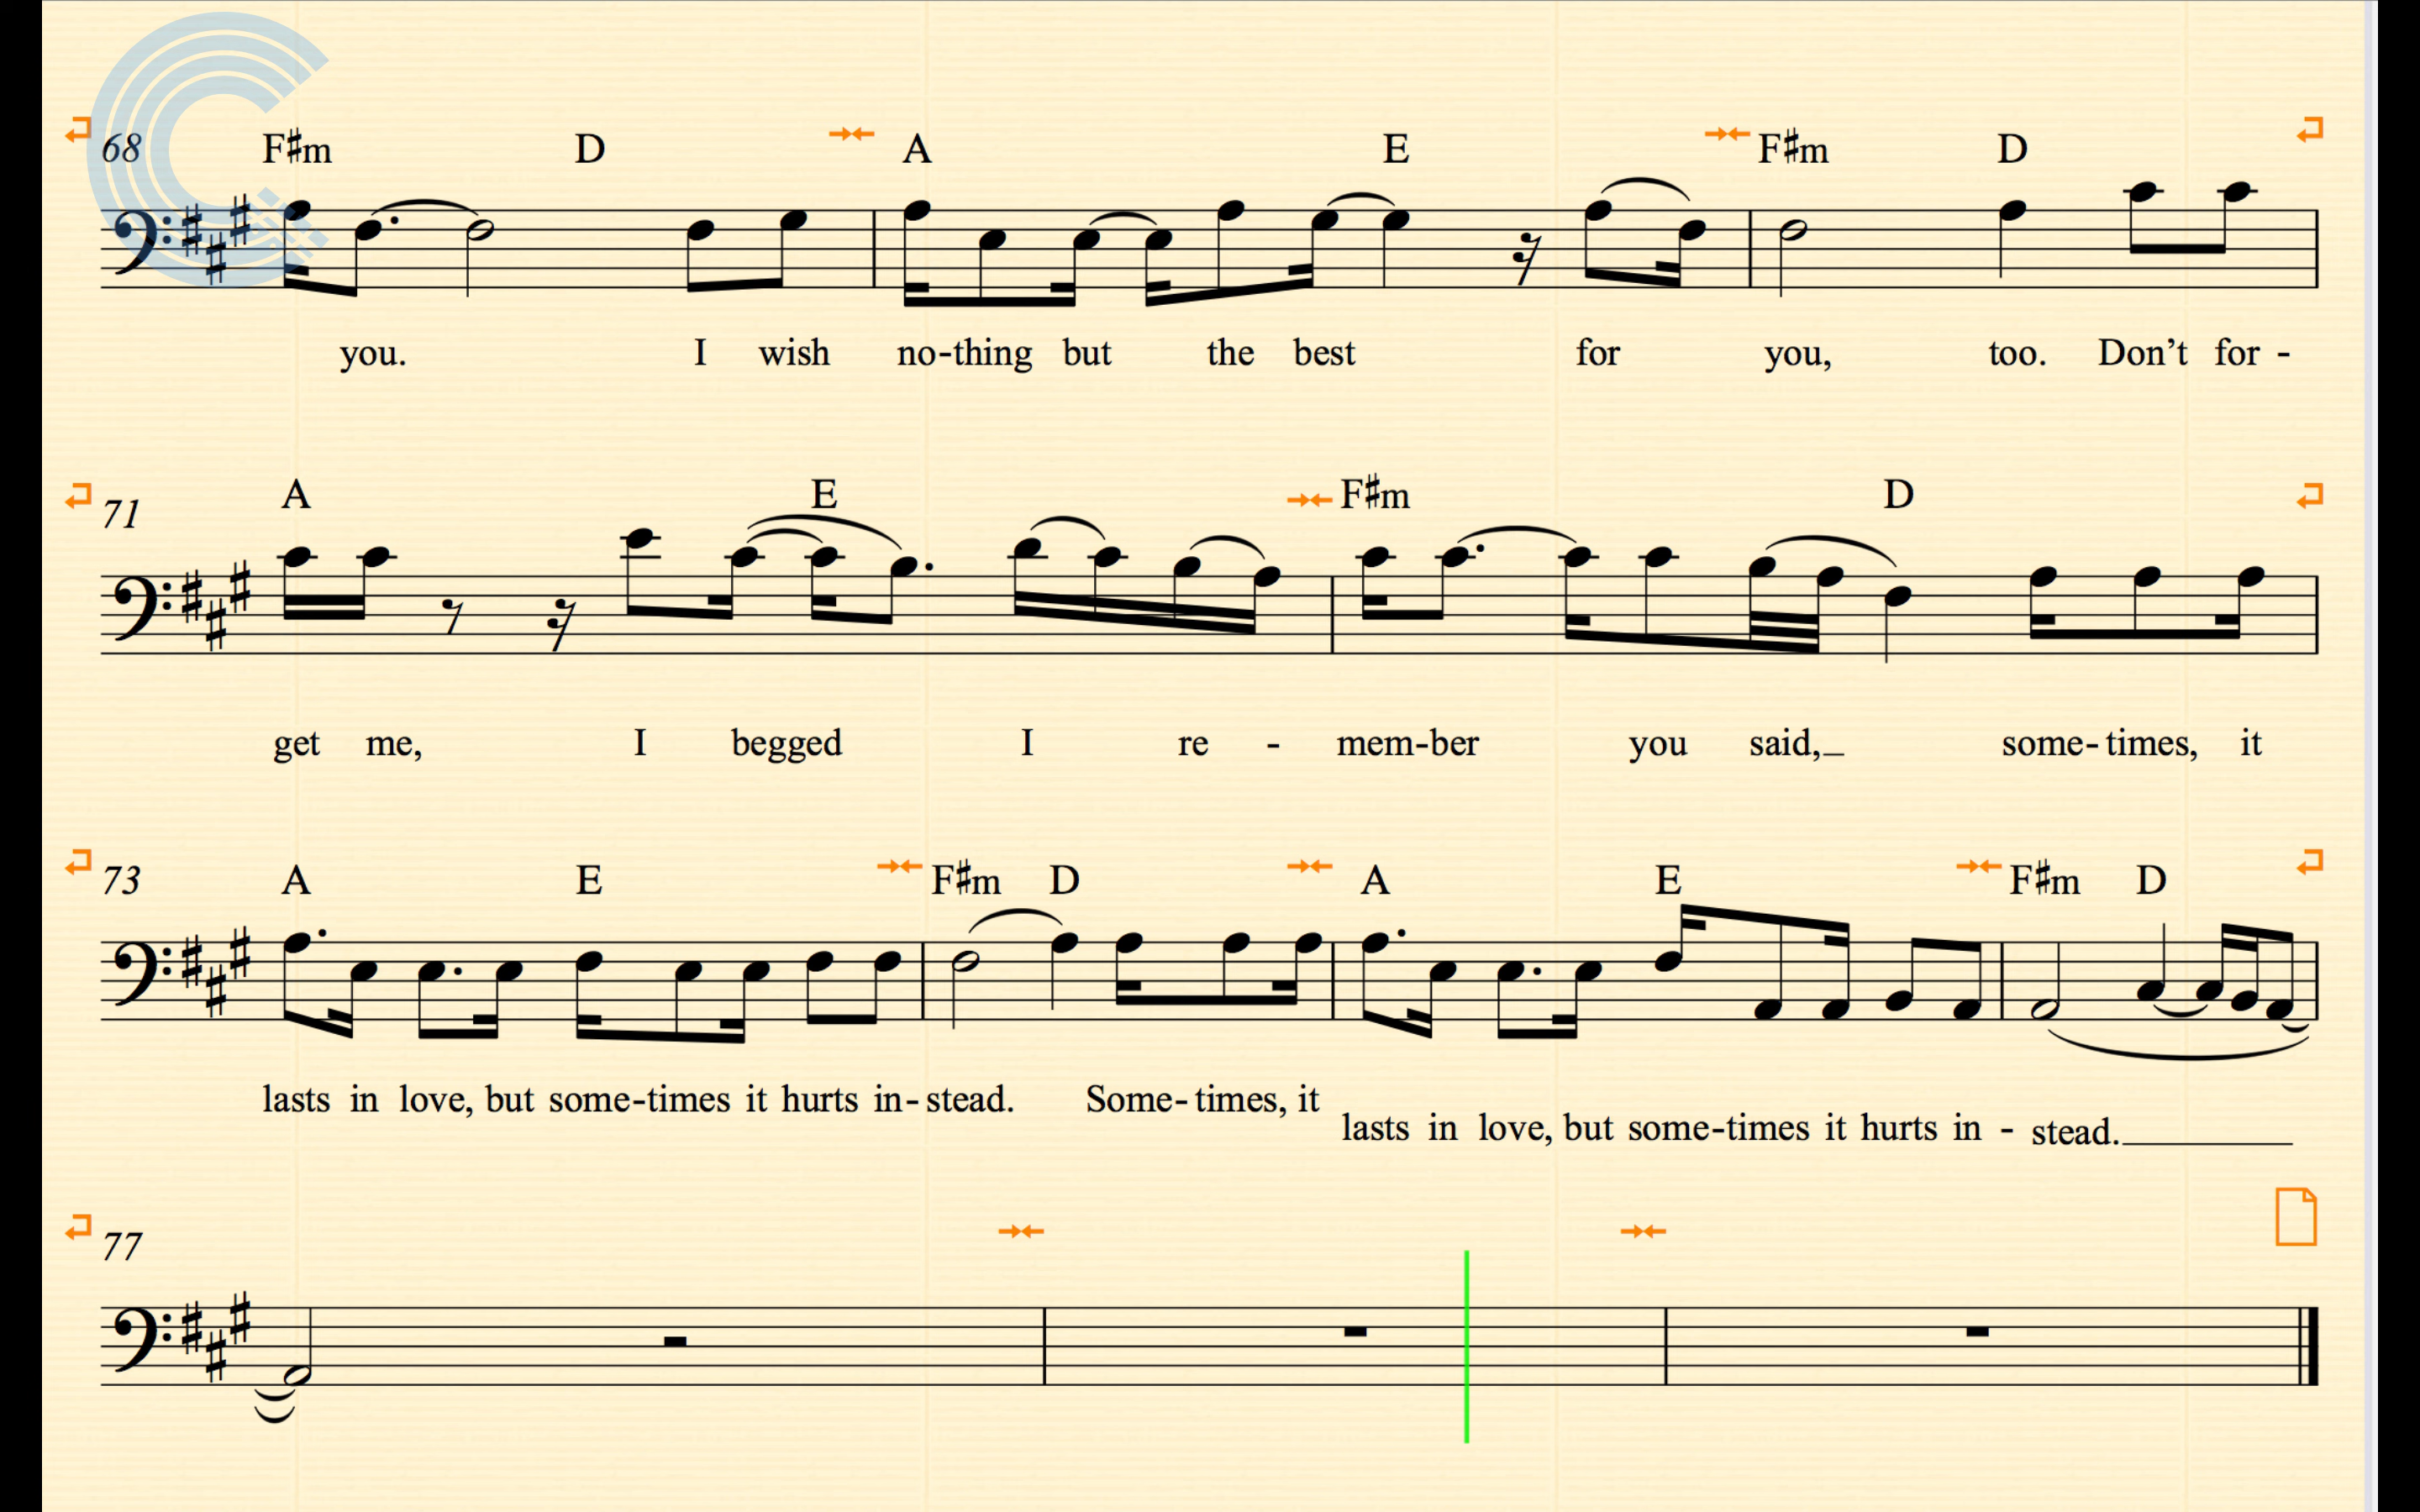 68 F♯m D A E F♯m D
you. I wish no-thing but the best for you, too. Don't for -
71 A E F♯m D
get me, I begged I re - mem-ber you said,_ some-times, it
73 A E F♯m D A E F♯m D
lasts in love, but some-times it hurts in-stead. Some-times, it
lasts in love, but some-times it hurts in - stead.
77